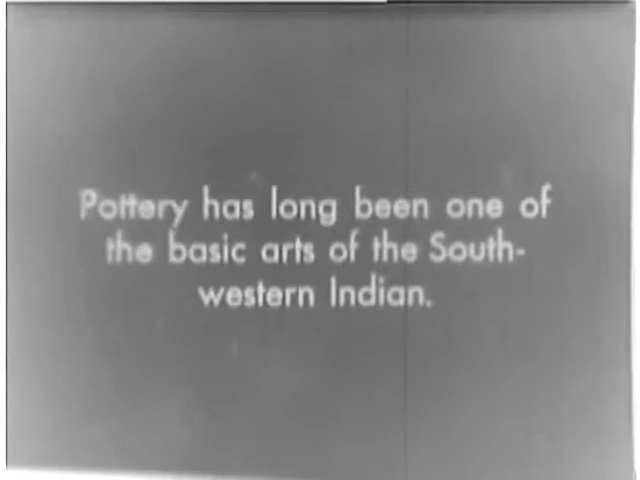 Pottery has long been one of
the basic arts of the South-
western Indian.